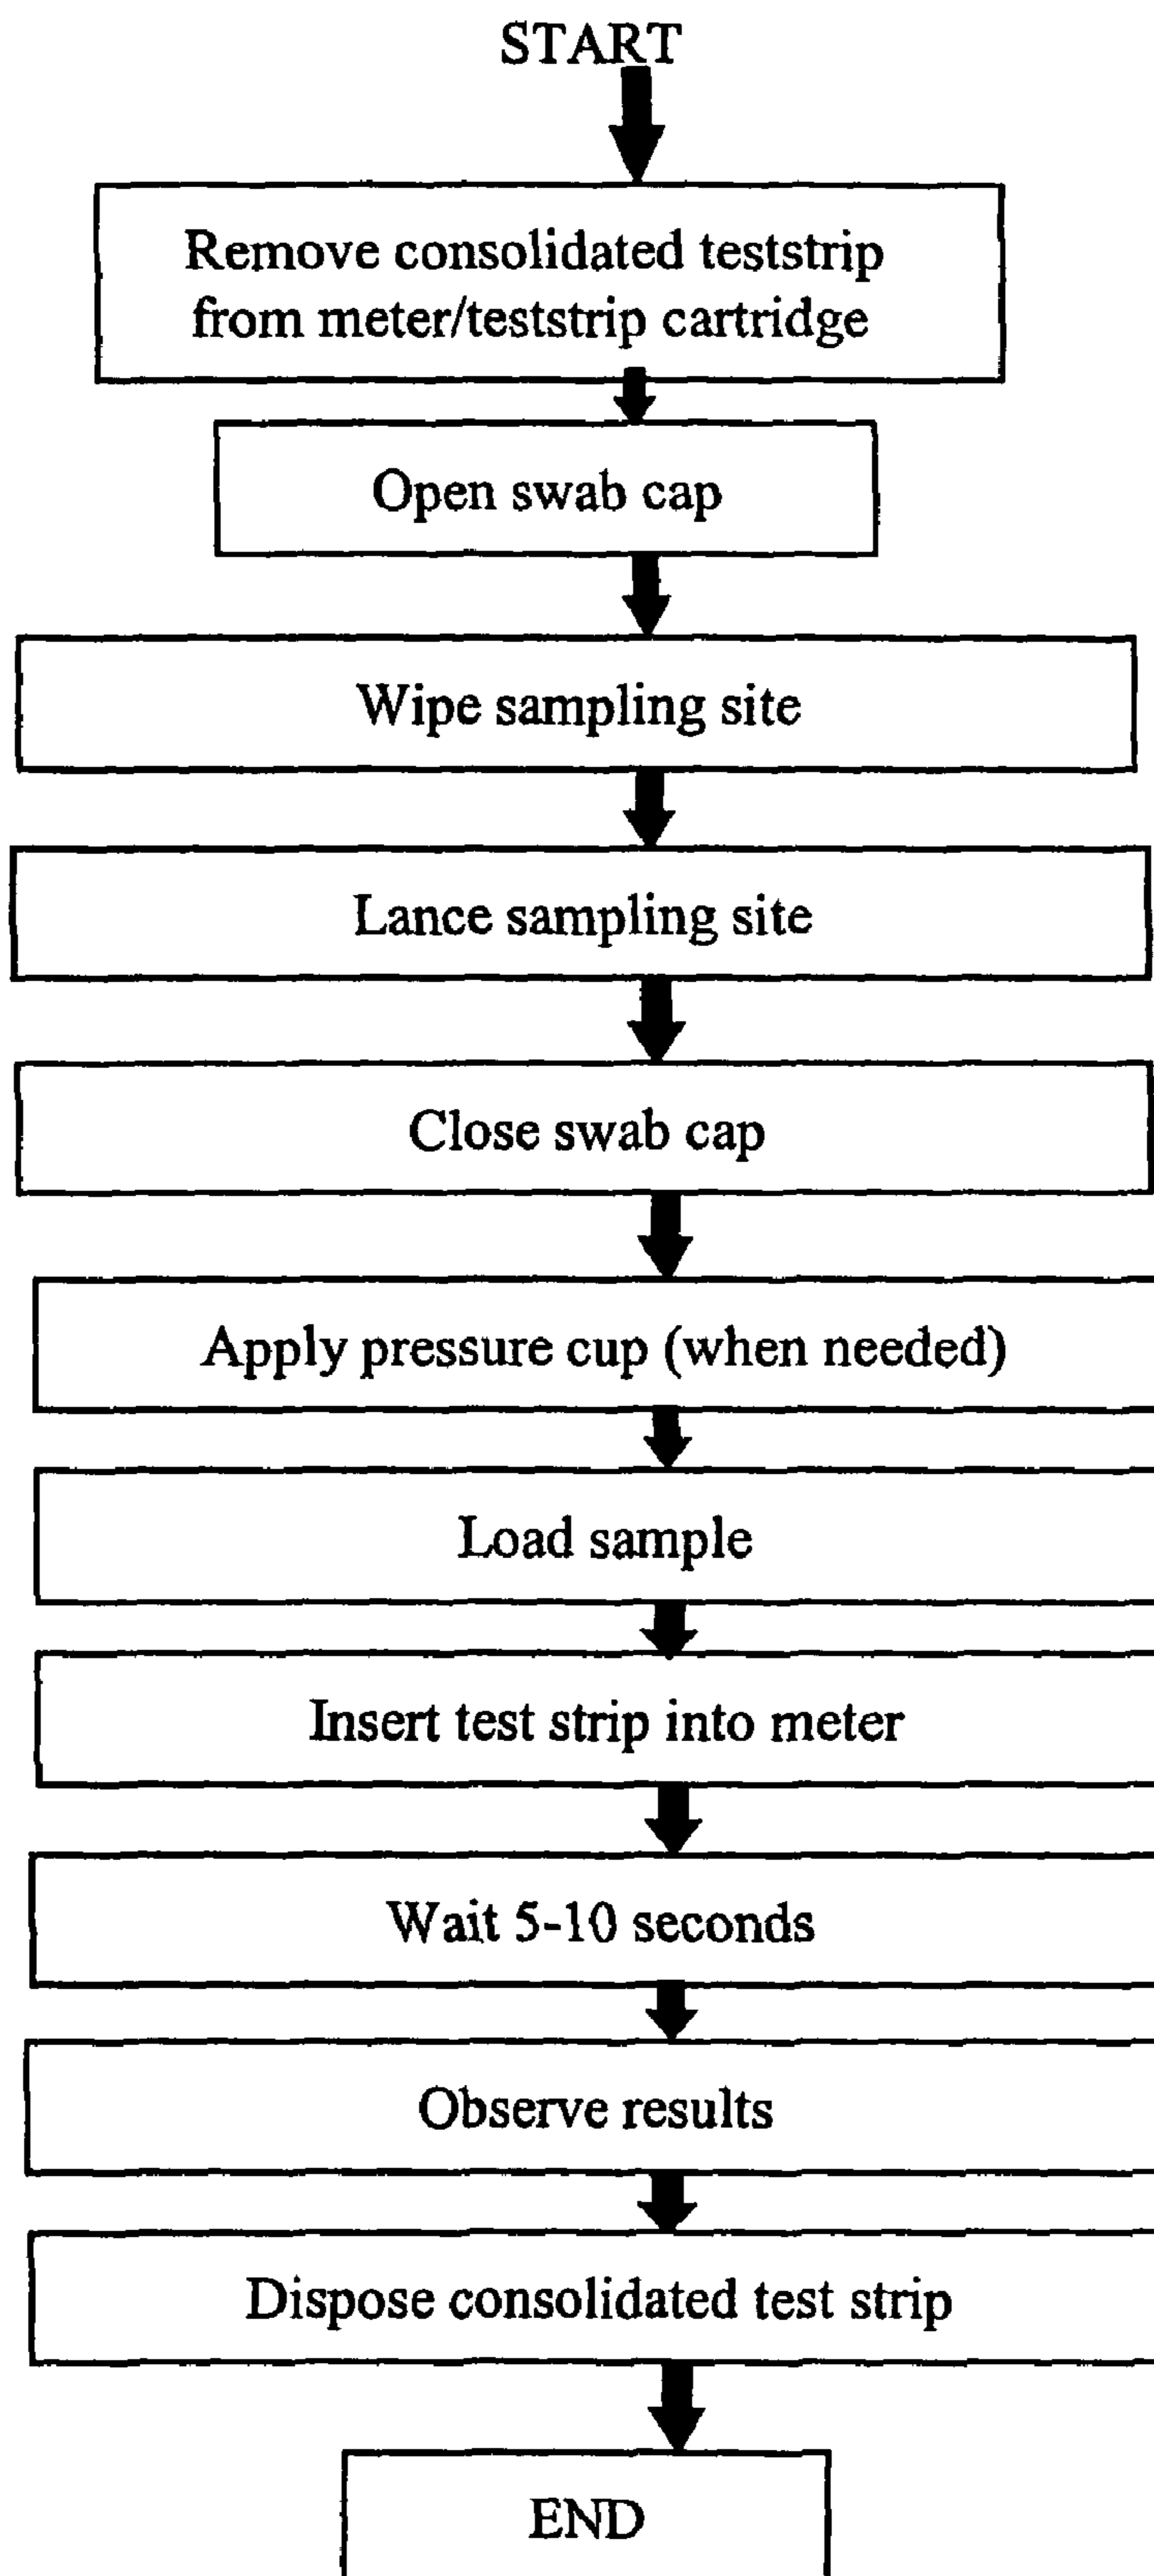 START
Remove consolidated teststrip
from meter/teststrip cartridge
Open swab cap
Wipe sampling site
Lance sampling site
Close swab cap
Apply pressure cup (when needed)
Load sample
Insert test strip into meter
Wait 5-10 seconds
Observe results
Dispose consolidated test strip
END